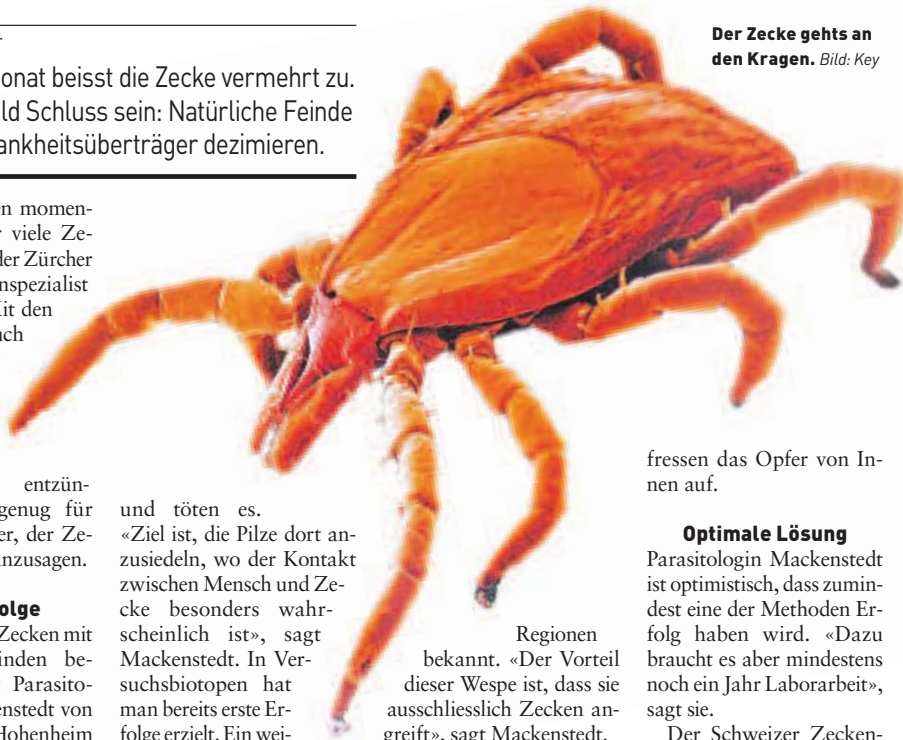 Der Zecke gehts an
den Kragen. Bild: Key
onat beisst die Zecke vermehrt zu.
ld Schluss sein: Natürliche Feinde
ankheitsüberträger dezimieren.
en momen-
viele Ze-
der Zürcher
nspezialist
it den
uch
entzün-
genug für
er, der Ze-
nzusagen.
olge
Zecken mit
inden be-
Parasito-
enstedt von
Hohenheim
und töten es.
«Ziel ist, die Pilze dort an-
zusiedeln, wo der Kontakt
zwischen Mensch und Ze-
cke besonders wahr-
scheinlich ist», sagt
Mackenstedt. In Ver-
suchsbiotopen hat
man bereits erste Er-
folge erzielt. Ein wei-
Regionen
bekannt. «Der Vorteil
dieser Wespe ist, dass sie
ausschliesslich Zecken an-
greift», sagt Mackenstedt.
fressen das Opfer von In-
nen auf.
Optimale Lösung
Parasitologin Mackenstedt
ist optimistisch, dass zumin-
dest eine der Methoden Er-
folg haben wird. «Dazu
braucht es aber mindestens
noch ein Jahr Laborarbeit»,
sagt sie.
Der Schweizer Zecken-